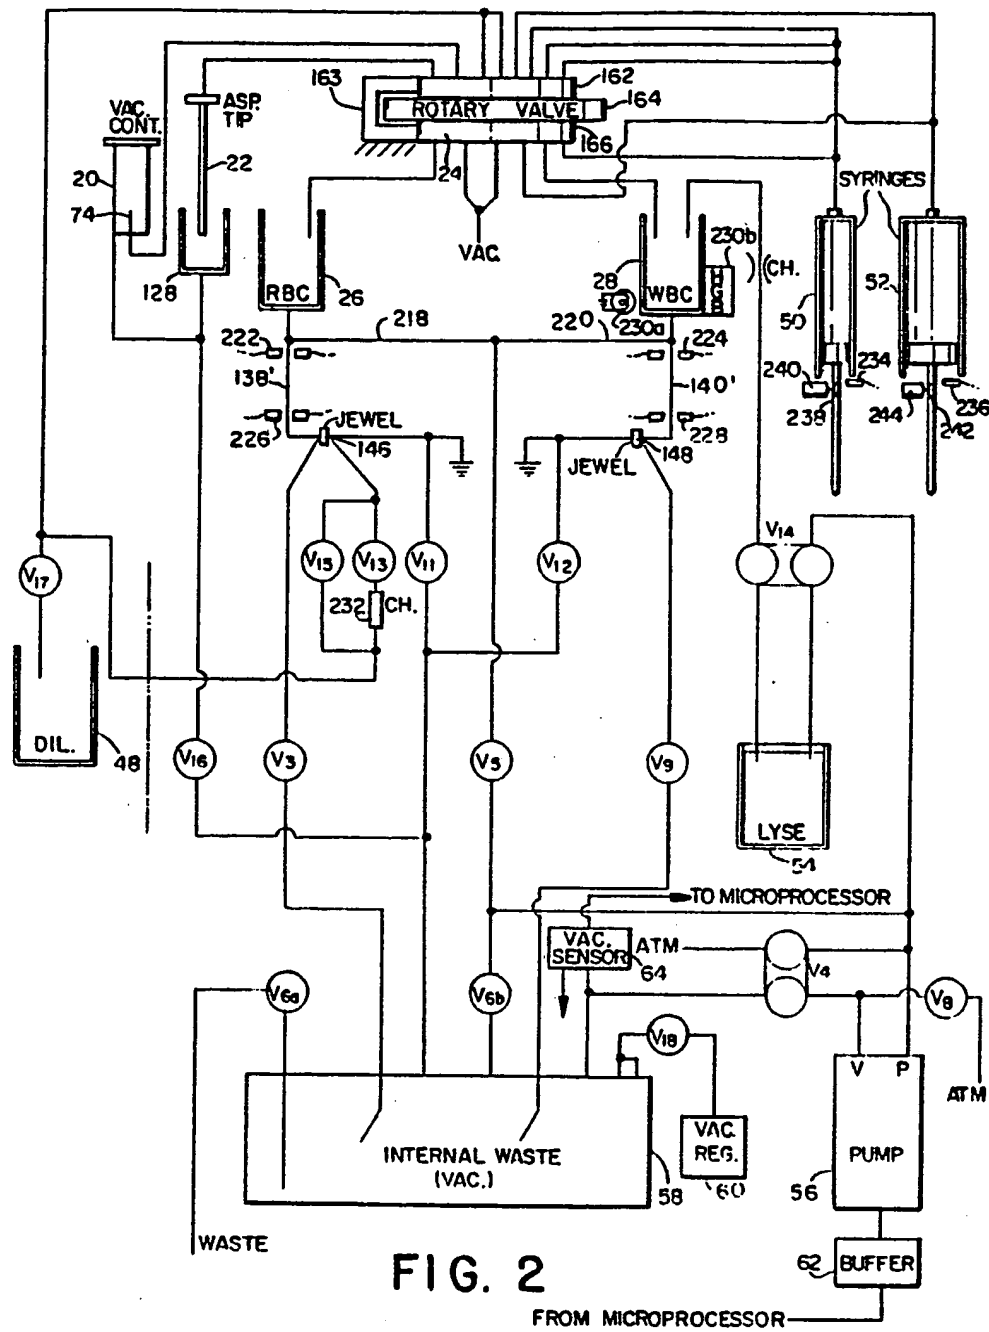 163
162
164
ROTARY VALVE
166
24
VAC. CONT.
ASP. TIP
20
22
74
128
VAC.
SYRINGES
230b
CH.
28
HGB
RBC
26
WBC
230a
50
52
218
220
222
224
138'
140'
240
234
238
244
236
242
226
JEWEL
146
228
JEWEL
148
V14
V17
V15
V13
V11
V12
232
CH.
DIL.
48
V16
V3
V5
V9
LYSE
54
TO MICROPROCESSOR
VAC. SENSOR
ATM
64
V4
V6a
V6b
V8
V18
V P
ATM
INTERNAL WASTE
(VAC.)
58
VAC. REG.
60
PUMP
56
WASTE
62
BUFFER
FIG. 2
FROM MICROPROCESSOR